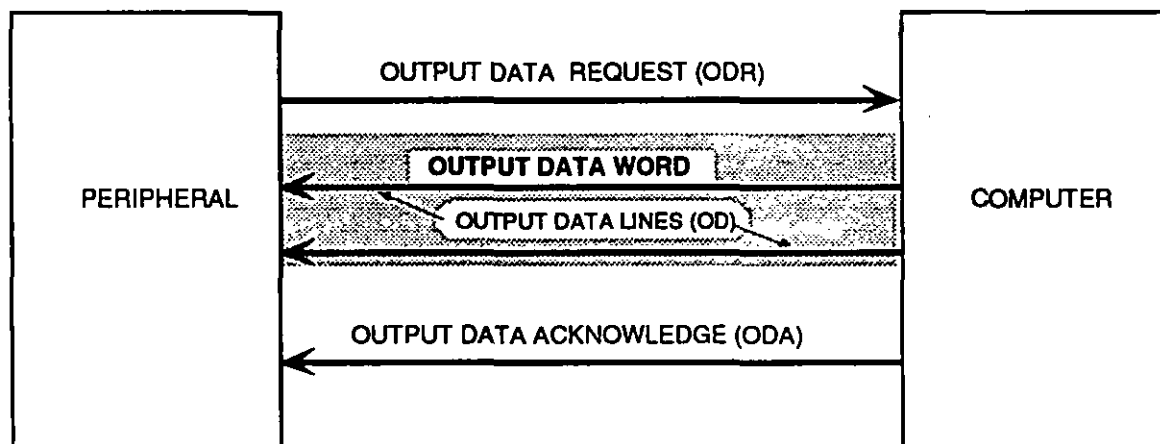 OUTPUT DATA REQUEST (ODR)
OUTPUT DATA WORD
PERIPHERAL
COMPUTER
OUTPUT DATA LINES (OD)
OUTPUT DATA ACKNOWLEDGE (ODA)